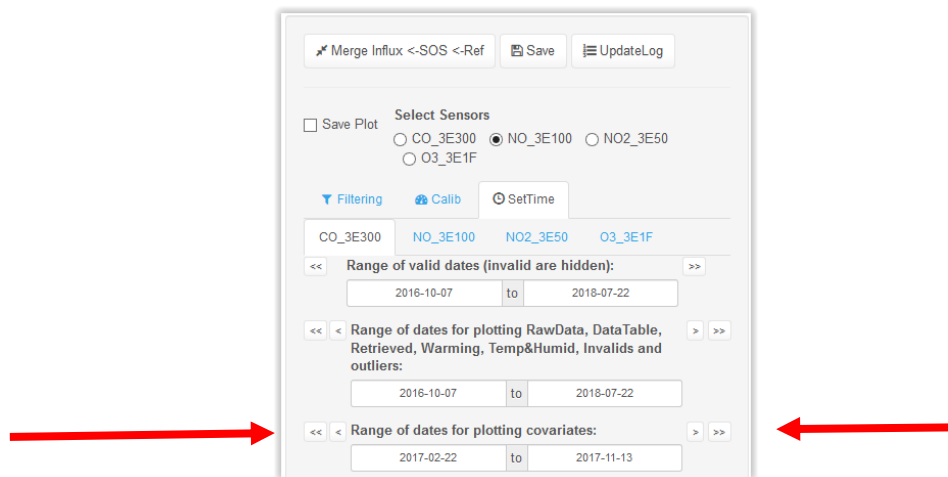 Merge Influx <-SOS <-Ref Save UpdateLog
Save Plot Select Sensors
CO_3E300 NO_3E100 NO2_3E50
O3_3E1F
Filtering Calib SetTime
CO_3E300 NO_3E100 NO2_3E50 O3_3E1F
<< Range of valid dates (invalid are hidden): >>
2016-10-07 to 2018-07-22
<< < Range of dates for plotting RawData, DataTable, > >>
Retrieved, Warming, Temp&Humid, Invalids and
outliers:
2016-10-07 to 2018-07-22
<< < Range of dates for plotting covariates: > >>
2017-02-22 to 2017-11-13